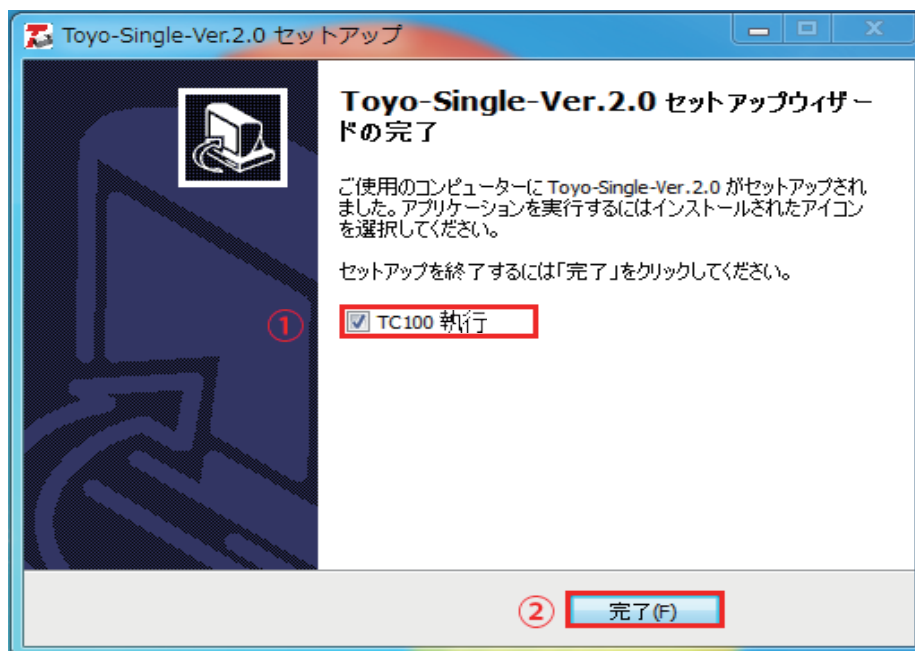 Toyo-Single-Ver.2.0 セットアップ
Toyo-Single-Ver.2.0 セットアップウィザー
ドの完了
ご使用のコンピューターに Toyo-Single-Ver.2.0 がセットアップされ
ました。アプリケーションを実行するにはインストールされたアイコン
を選択してください。
セットアップを終了するには「完了」をクリックしてください。
① TC100 執行
② 完了(F)